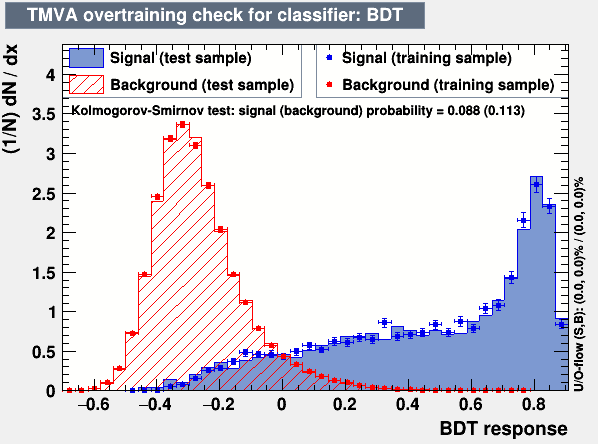 TMVA overtraining check for classifier: BDT
(1/N) dN / dx
Signal (test sample)
Signal (training sample)
Background (test sample)
Background (training sample)
Kolmogorov-Smirnov test: signal (background) probability = 0.088 (0.113)
4
3.5
3
2.5
2
1.5
1
0.5
0
−0.6 −0.4 −0.2 0 0.2 0.4 0.6 0.8
BDT response
U/O-flow (S,B): (0.0, 0.0)% / (0.0, 0.0)%